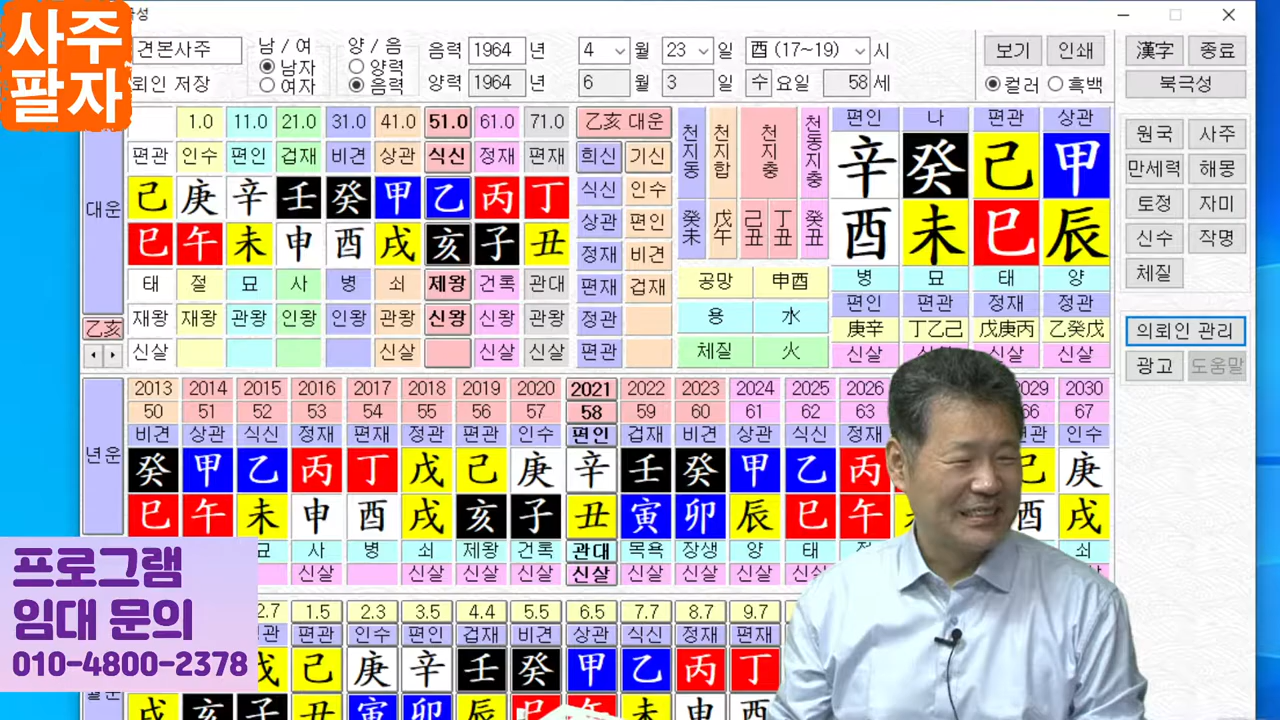 사주
팔자
극성
견본사주
남 / 여
남자
여자
양 / 음
양력
음력
음력 1964 년 4 월 23 일 酉 (17~19) 시
양력 1964 년 6 월 3 일 수 요일 58 세
뢰인 저장
보기 인쇄
컬러 흑백
漢字 종료
북극성
원국 사주
만세력 해몽
토정 자미
신수 작명
체질
의뢰인 관리
광고 도움말
대운
乙亥
1.0 11.0 21.0 31.0 41.0 51.0 61.0 71.0
편관 인수 편인 겁재 비견 상관 식신 정재 편재
己 庚 辛 壬 癸 甲 乙 丙 丁
巳 午 未 申 酉 戌 亥 子 丑
태 절 묘 사 병 쇠 제왕 건록 관대
재왕 재왕 관왕 인왕 인왕 관왕 신왕 신왕 관왕
신살 신살 신살 신살
乙亥 대운
희신 기신
식신 인수
상관 편인
정재 비견
편재 겁재
정관
편관
천지동 천지합 천지충 천동지충
癸未 戊午 己丑 丁丑 癸丑
공망 申酉
용 水
체질 火
편인 나 편관 상관
辛 癸 己 甲
酉 未 巳 辰
병 묘 태 양
편인 편관 정재 정관
庚辛 丁乙己 戊庚丙 乙癸戊
신살 신살 신살 신살
년운
2013 2014 2015 2016 2017 2018 2019 2020 2021 2022 2023 2024 2025 2026 2029 2030
50 51 52 53 54 55 56 57 58 59 60 61 62 63 66 67
비견 상관 식신 정재 편재 정관 편관 인수 편인 겁재 비견 상관 식신 정재 편관 인수
癸 甲 乙 丙 丁 戊 己 庚 辛 壬 癸 甲 乙 丙 己 庚
巳 午 未 申 酉 戌 亥 子 丑 寅 卯 辰 巳 午 酉 戌
묘 사 병 쇠 제왕 건록 관대 목욕 장생 양 태 쇠
신살 신살 신살 신살 신살 신살 신살 신살 신살 신살
프로그램
임대 문의
010-4800-2378
2.7 1.5 2.3 3.5 4.4 5.5 6.5 7.7 8.7 9.7
관 편관 인수 편인 겁재 비견 상관 식신 정재 편재
戊 己 庚 辛 壬 癸 甲 乙 丙 丁
월운
戌 亥 子 丑 寅 卯 辰 巳 午 未 申 酉